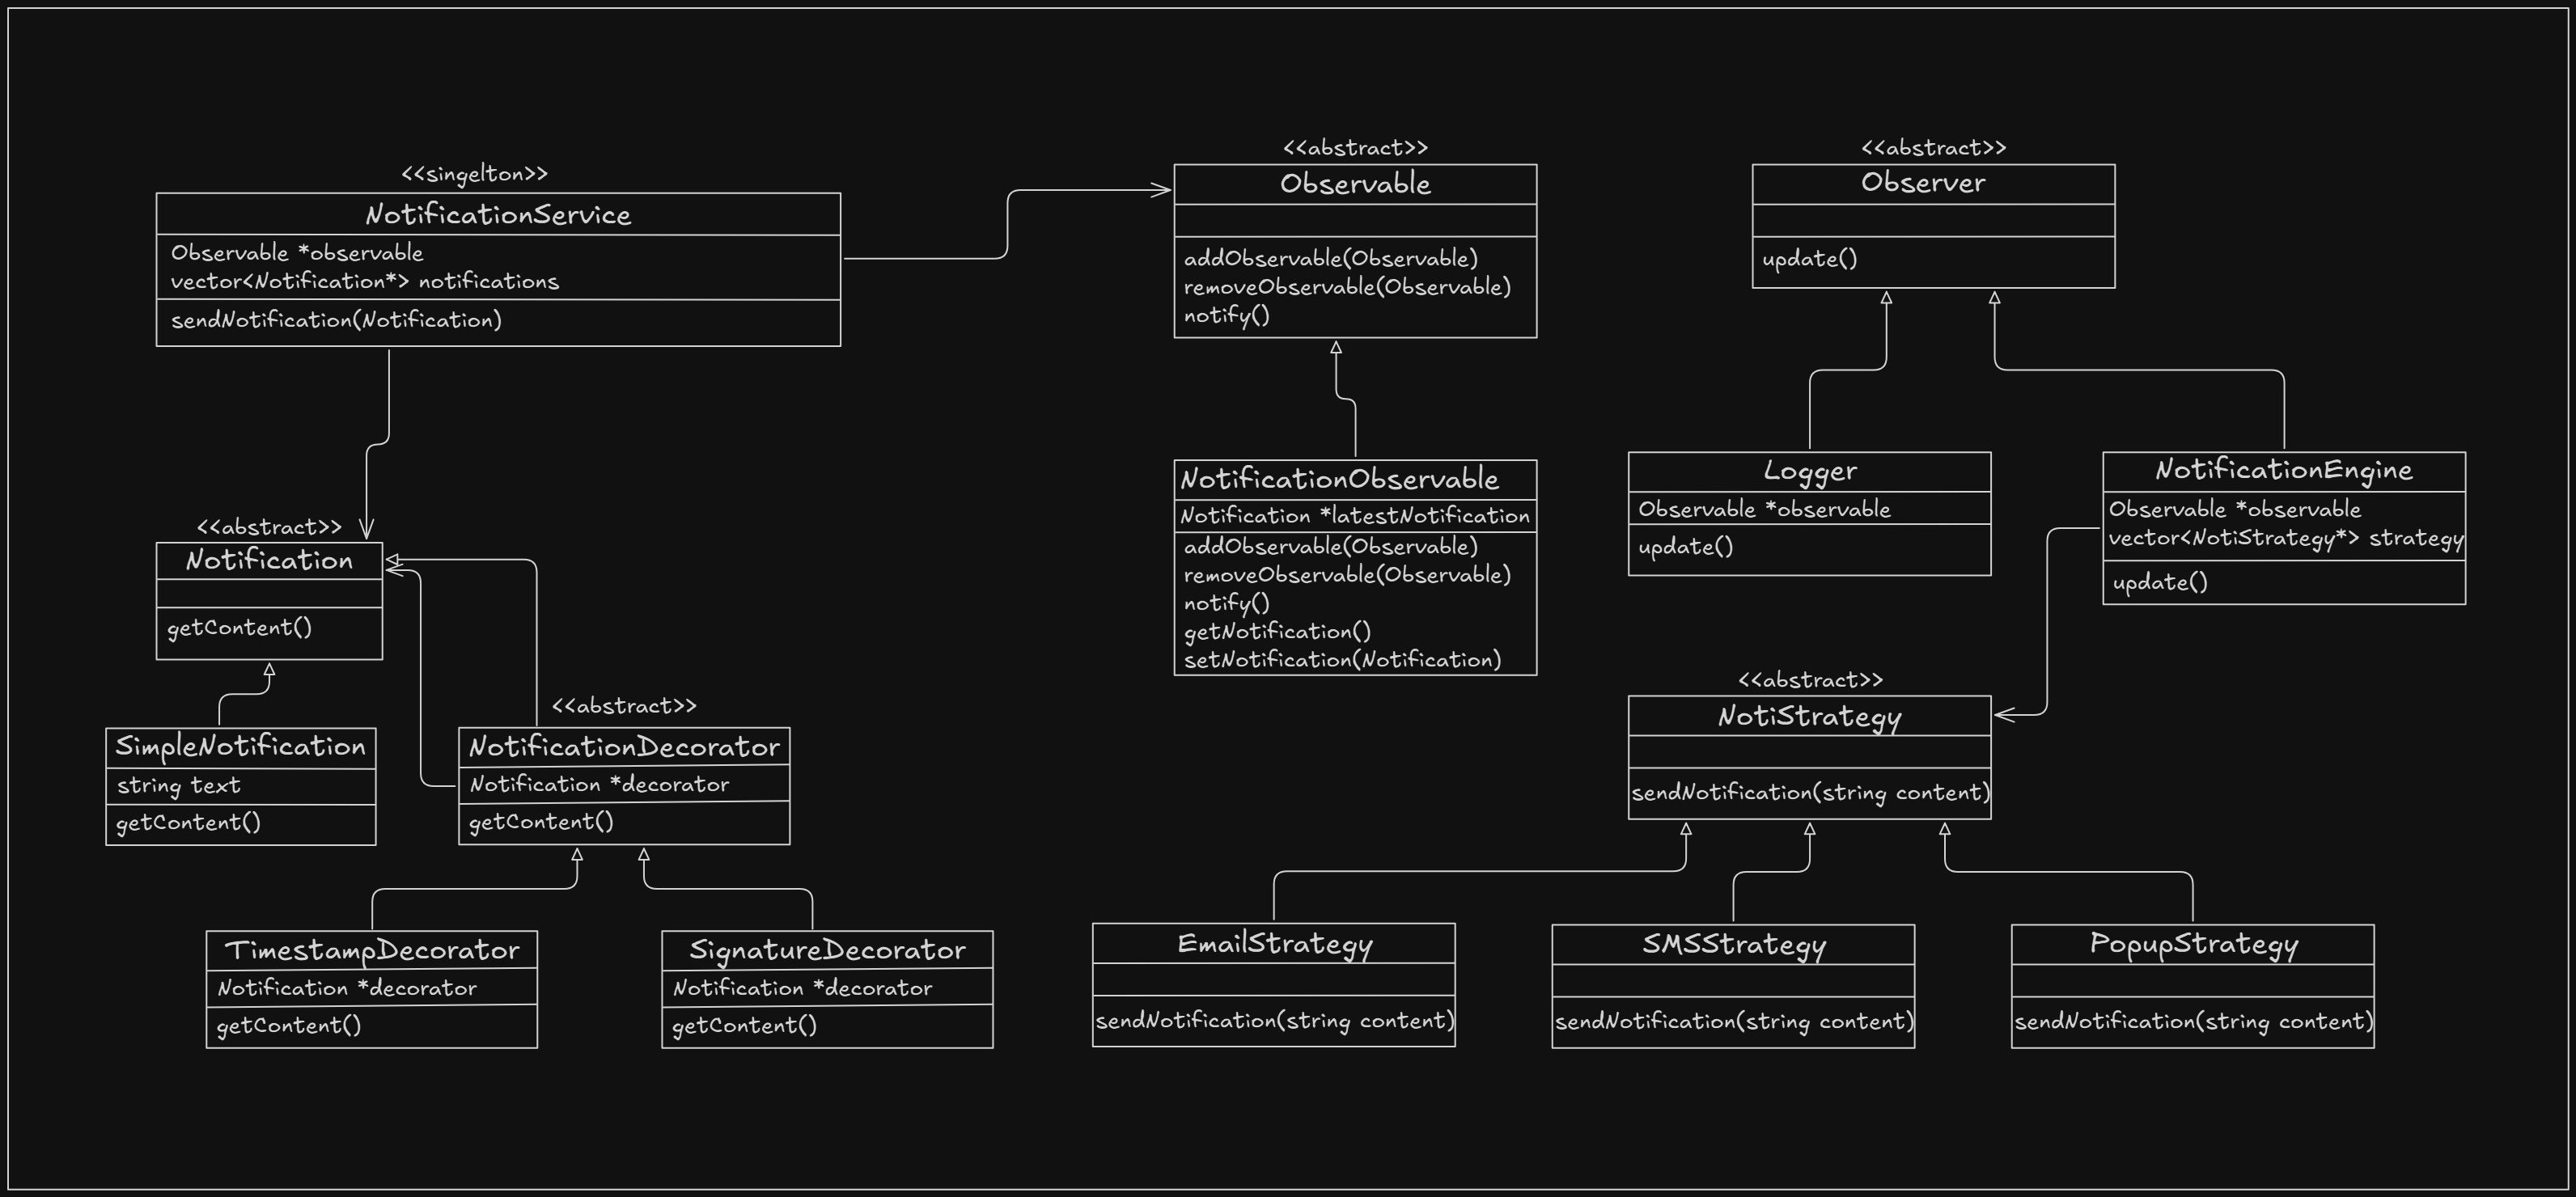 <<singelton>>
NotificationService
Observable *observable
vector<Notification*> notifications
sendNotification(Notification)
<<abstract>>
Observable
addObservable(Observable)
removeObservable(Observable)
notify()
<<abstract>>
Observer
update()
NotificationObservable
Notification *latestNotification
addObservable(Observable)
removeObservable(Observable)
notify()
getNotification()
setNotification(Notification)
Logger
Observable *observable
update()
NotificationEngine
Observable *observable
vector<NotiStrategy*> strategy
update()
<<abstract>>
Notification
getContent()
SimpleNotification
string text
getContent()
<<abstract>>
NotificationDecorator
Notification *decorator
getContent()
TimestampDecorator
Notification *decorator
getContent()
SignatureDecorator
Notification *decorator
getContent()
<<abstract>>
NotiStrategy
sendNotification(string content)
EmailStrategy
sendNotification(string content)
SMSStrategy
sendNotification(string content)
PopupStrategy
sendNotification(string content)